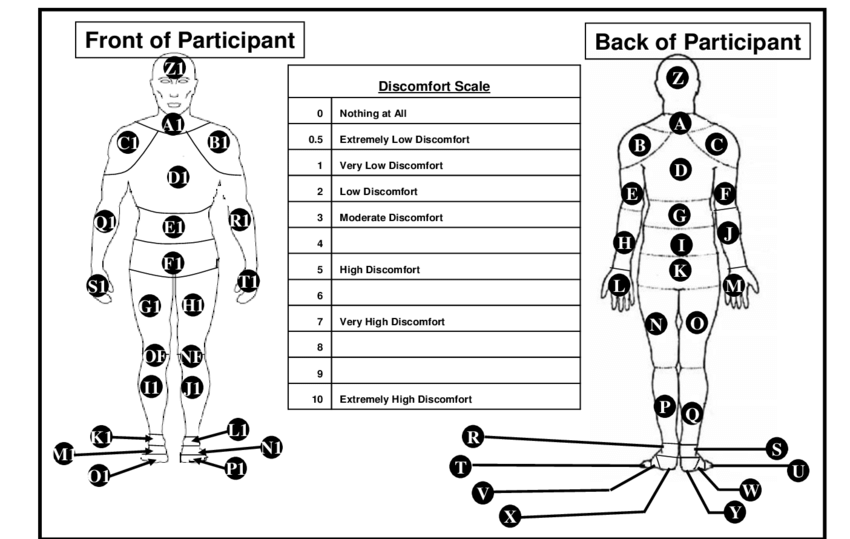 Front of Participant
Back of Participant
Discomfort Scale
0 Nothing at All
0.5 Extremely Low Discomfort
1 Very Low Discomfort
2 Low Discomfort
3 Moderate Discomfort
4
5 High Discomfort
6
7 Very High Discomfort
8
9
10 Extremely High Discomfort
Z1
A1
C1 B1
D1
Q1 E1 R1
F1
S1 T1
G1 H1
OF NF
I1 J1
K1 L1
M1 N1
O1 P1
Z
A
B C
D
E F
G
H I J
K
L M
N O
P Q
R S
T U
V W
X Y